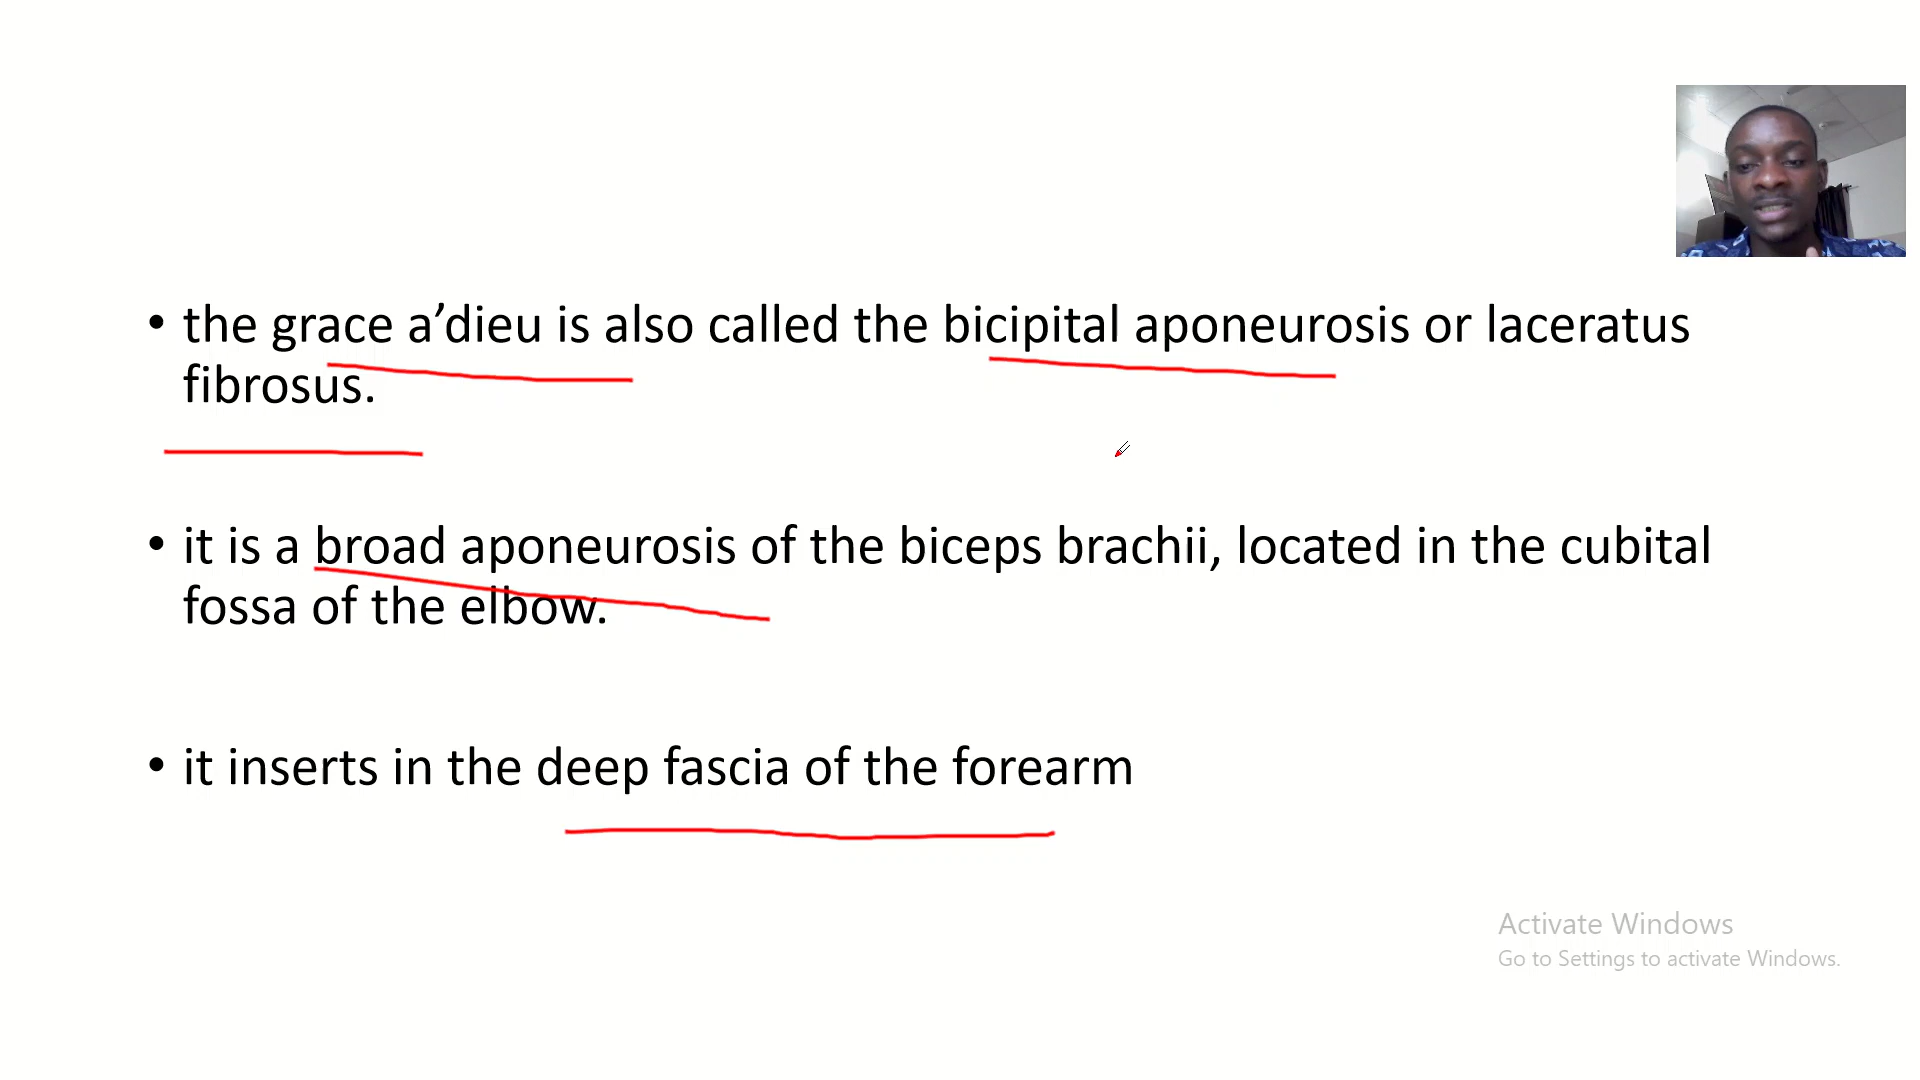 • the grace a’dieu is also called the bicipital aponeurosis or laceratus
fibrosus.
• it is a broad aponeurosis of the biceps brachii, located in the cubital
fossa of the elbow.
• it inserts in the deep fascia of the forearm
Activate Windows
Go to Settings to activate Windows.